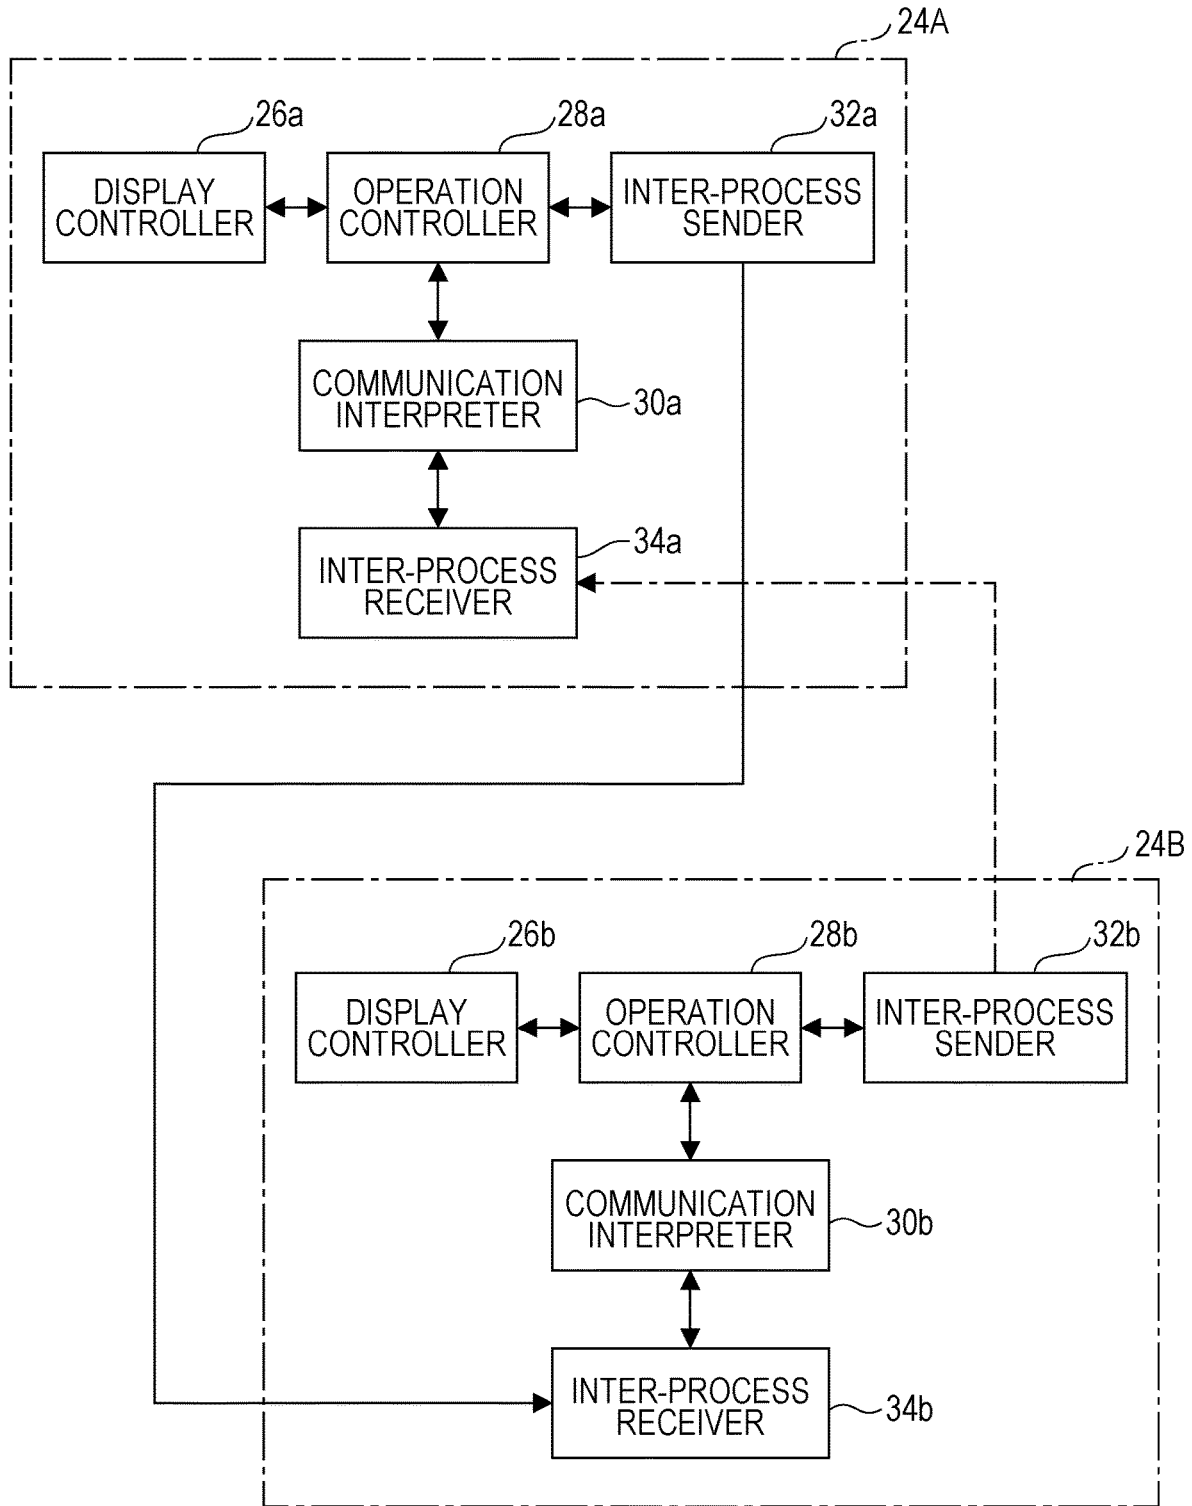 24A
26a
28a
32a
DISPLAY
CONTROLLER
OPERATION
CONTROLLER
INTER-PROCESS
SENDER
COMMUNICATION
INTERPRETER
30a
34a
INTER-PROCESS
RECEIVER
24B
26b
28b
32b
DISPLAY
CONTROLLER
OPERATION
CONTROLLER
INTER-PROCESS
SENDER
COMMUNICATION
INTERPRETER
30b
INTER-PROCESS
RECEIVER
34b